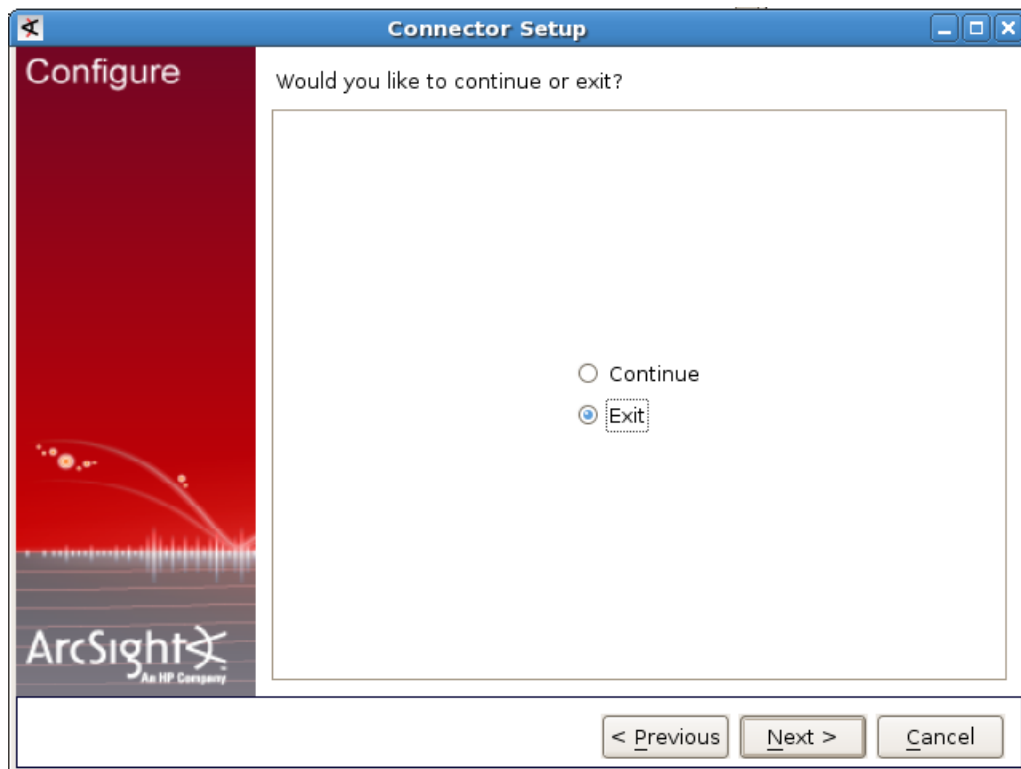 Connector Setup
Configure
Would you like to continue or exit?
Continue
Exit
ArcSight
An HP Company
< Previous
Next >
Cancel